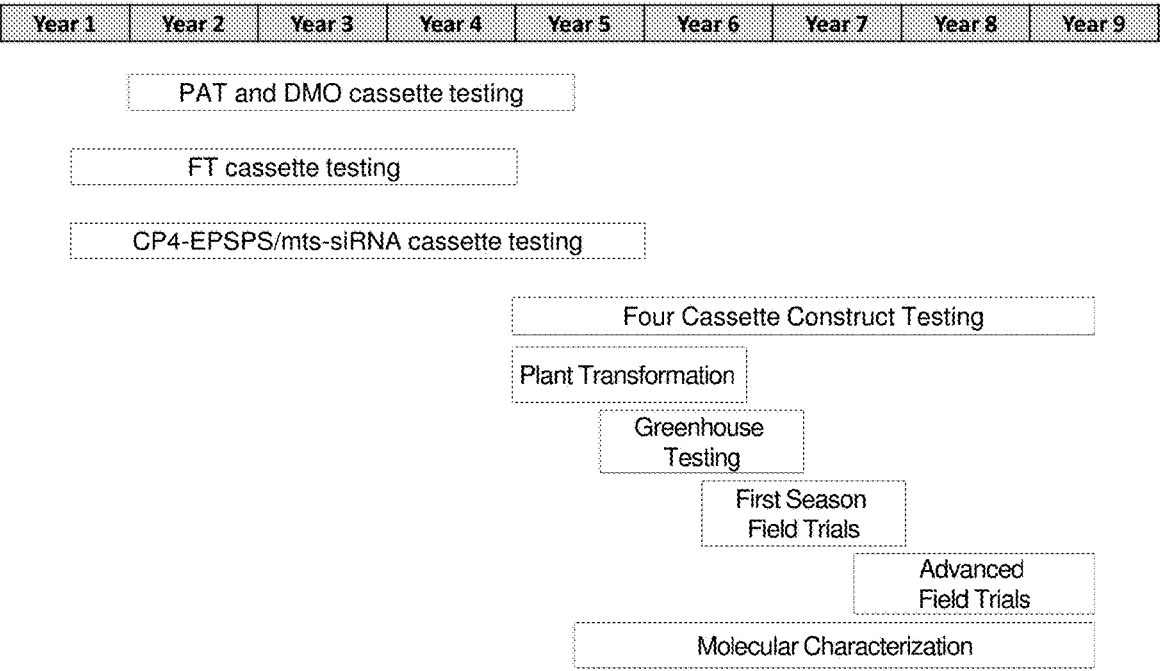 Year 1 Year 2 Year 3 Year 4 Year 5 Year 6 Year 7 Year 8 Year 9
PAT and DMO cassette testing
FT cassette testing
CP4-EPSPS/mts-siRNA cassette testing
Four Cassette Construct Testing
Plant Transformation
Greenhouse
Testing
First Season
Field Trials
Advanced
Field Trials
Molecular Characterization